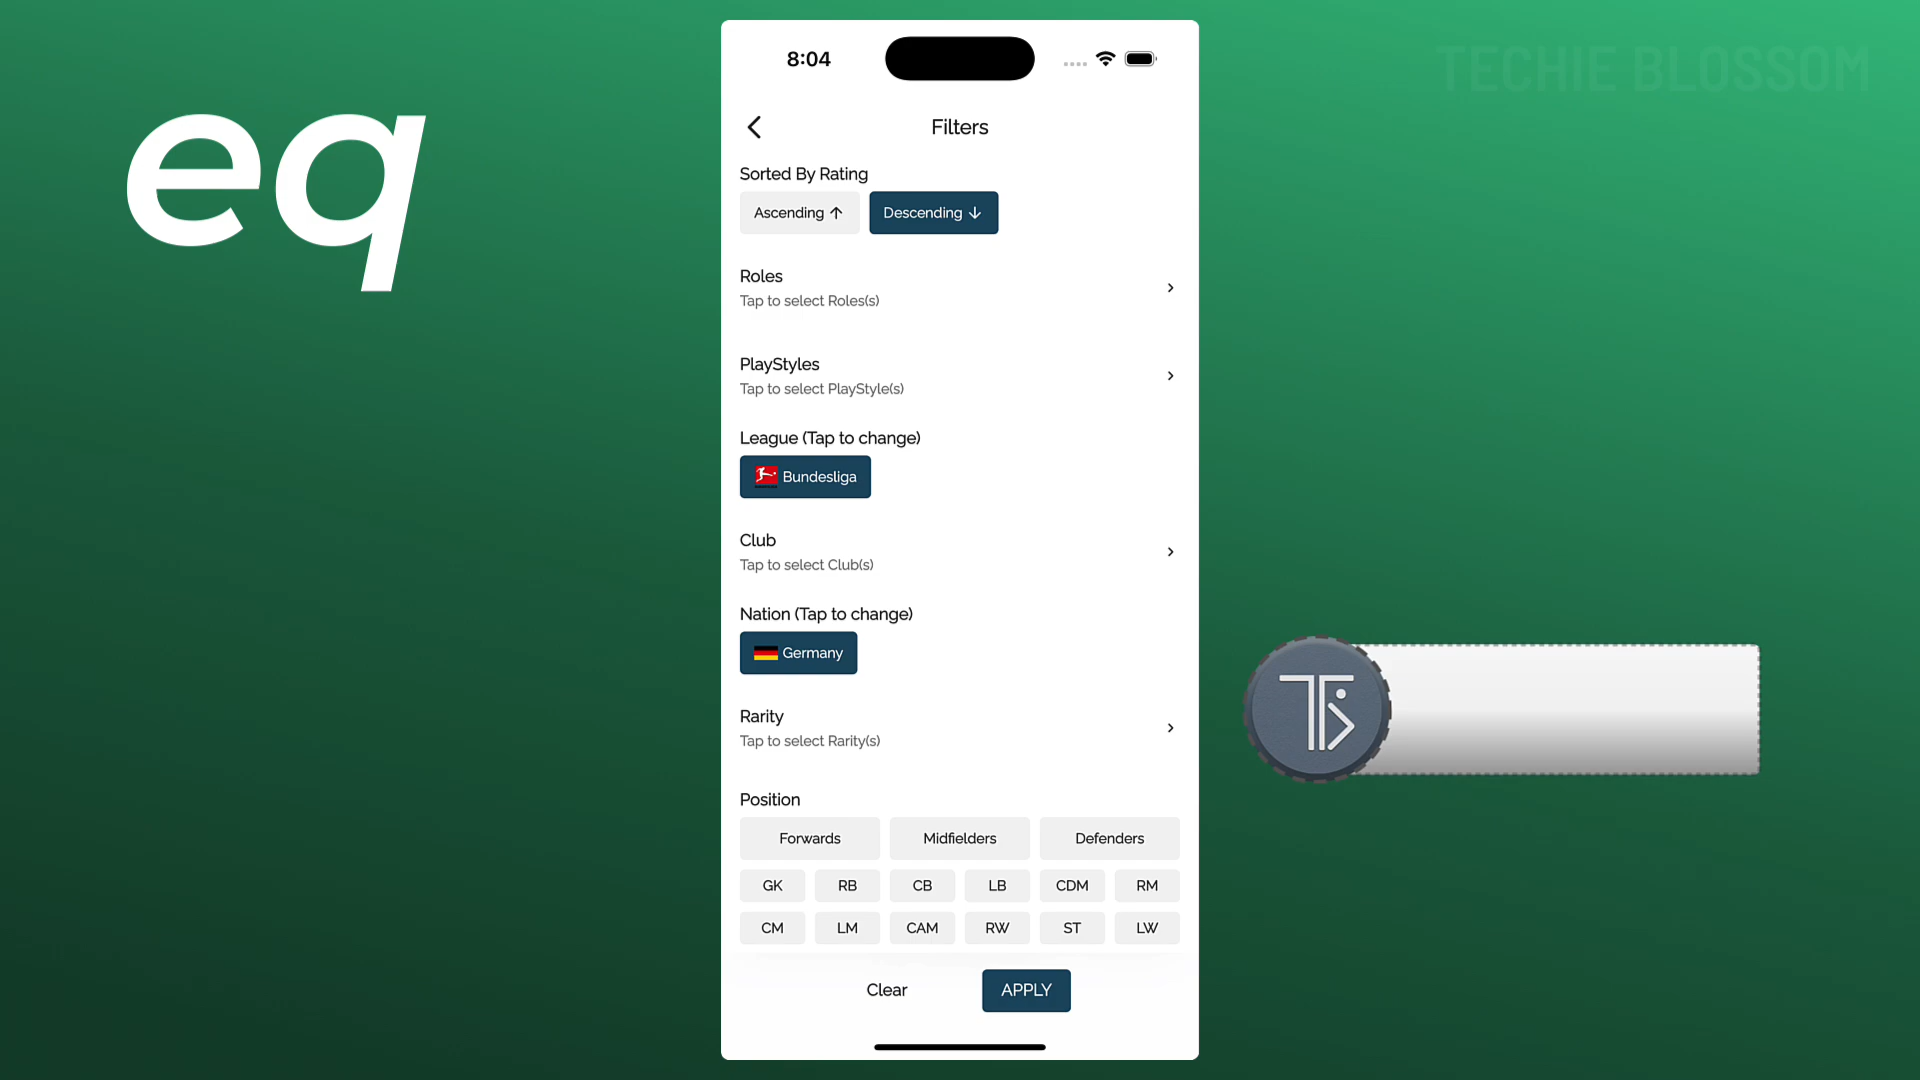 eq
TECHIE BLOSSOM
8:04
Filters
Sorted By Rating
Ascending ↑
Descending ↓
Roles
Tap to select Roles(s)
PlayStyles
Tap to select PlayStyle(s)
League (Tap to change)
Bundesliga
Club
Tap to select Club(s)
Nation (Tap to change)
Germany
Rarity
Tap to select Rarity(s)
Position
Forwards Midfielders Defenders
GK RB CB LB CDM RM
CM LM CAM RW ST LW
Clear APPLY